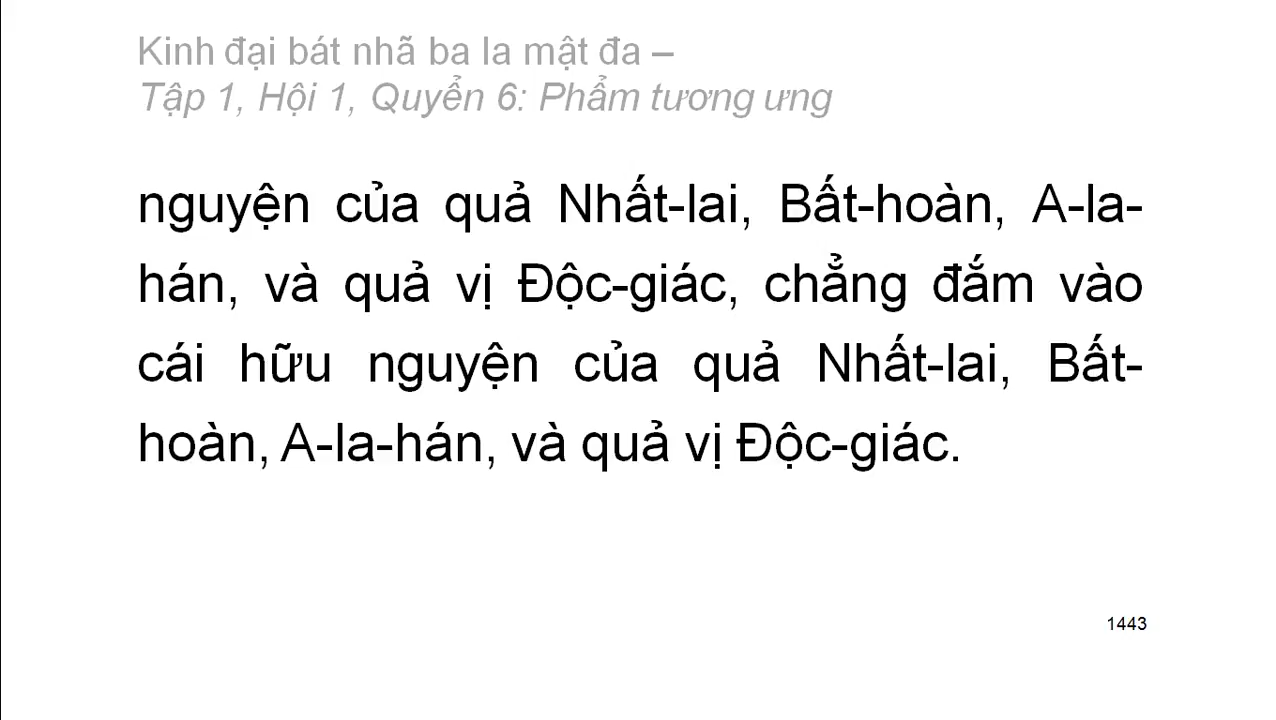 Kinh đại bát nhã ba la mật đa –
Tập 1, Hội 1, Quyển 6: Phẩm tương ưng
nguyện của quả Nhất-lai, Bất-hoàn, A-la-
hán, và quả vị Độc-giác, chẳng đắm vào
cái hữu nguyện của quả Nhất-lai, Bất-
hoàn, A-la-hán, và quả vị Độc-giác.
1443